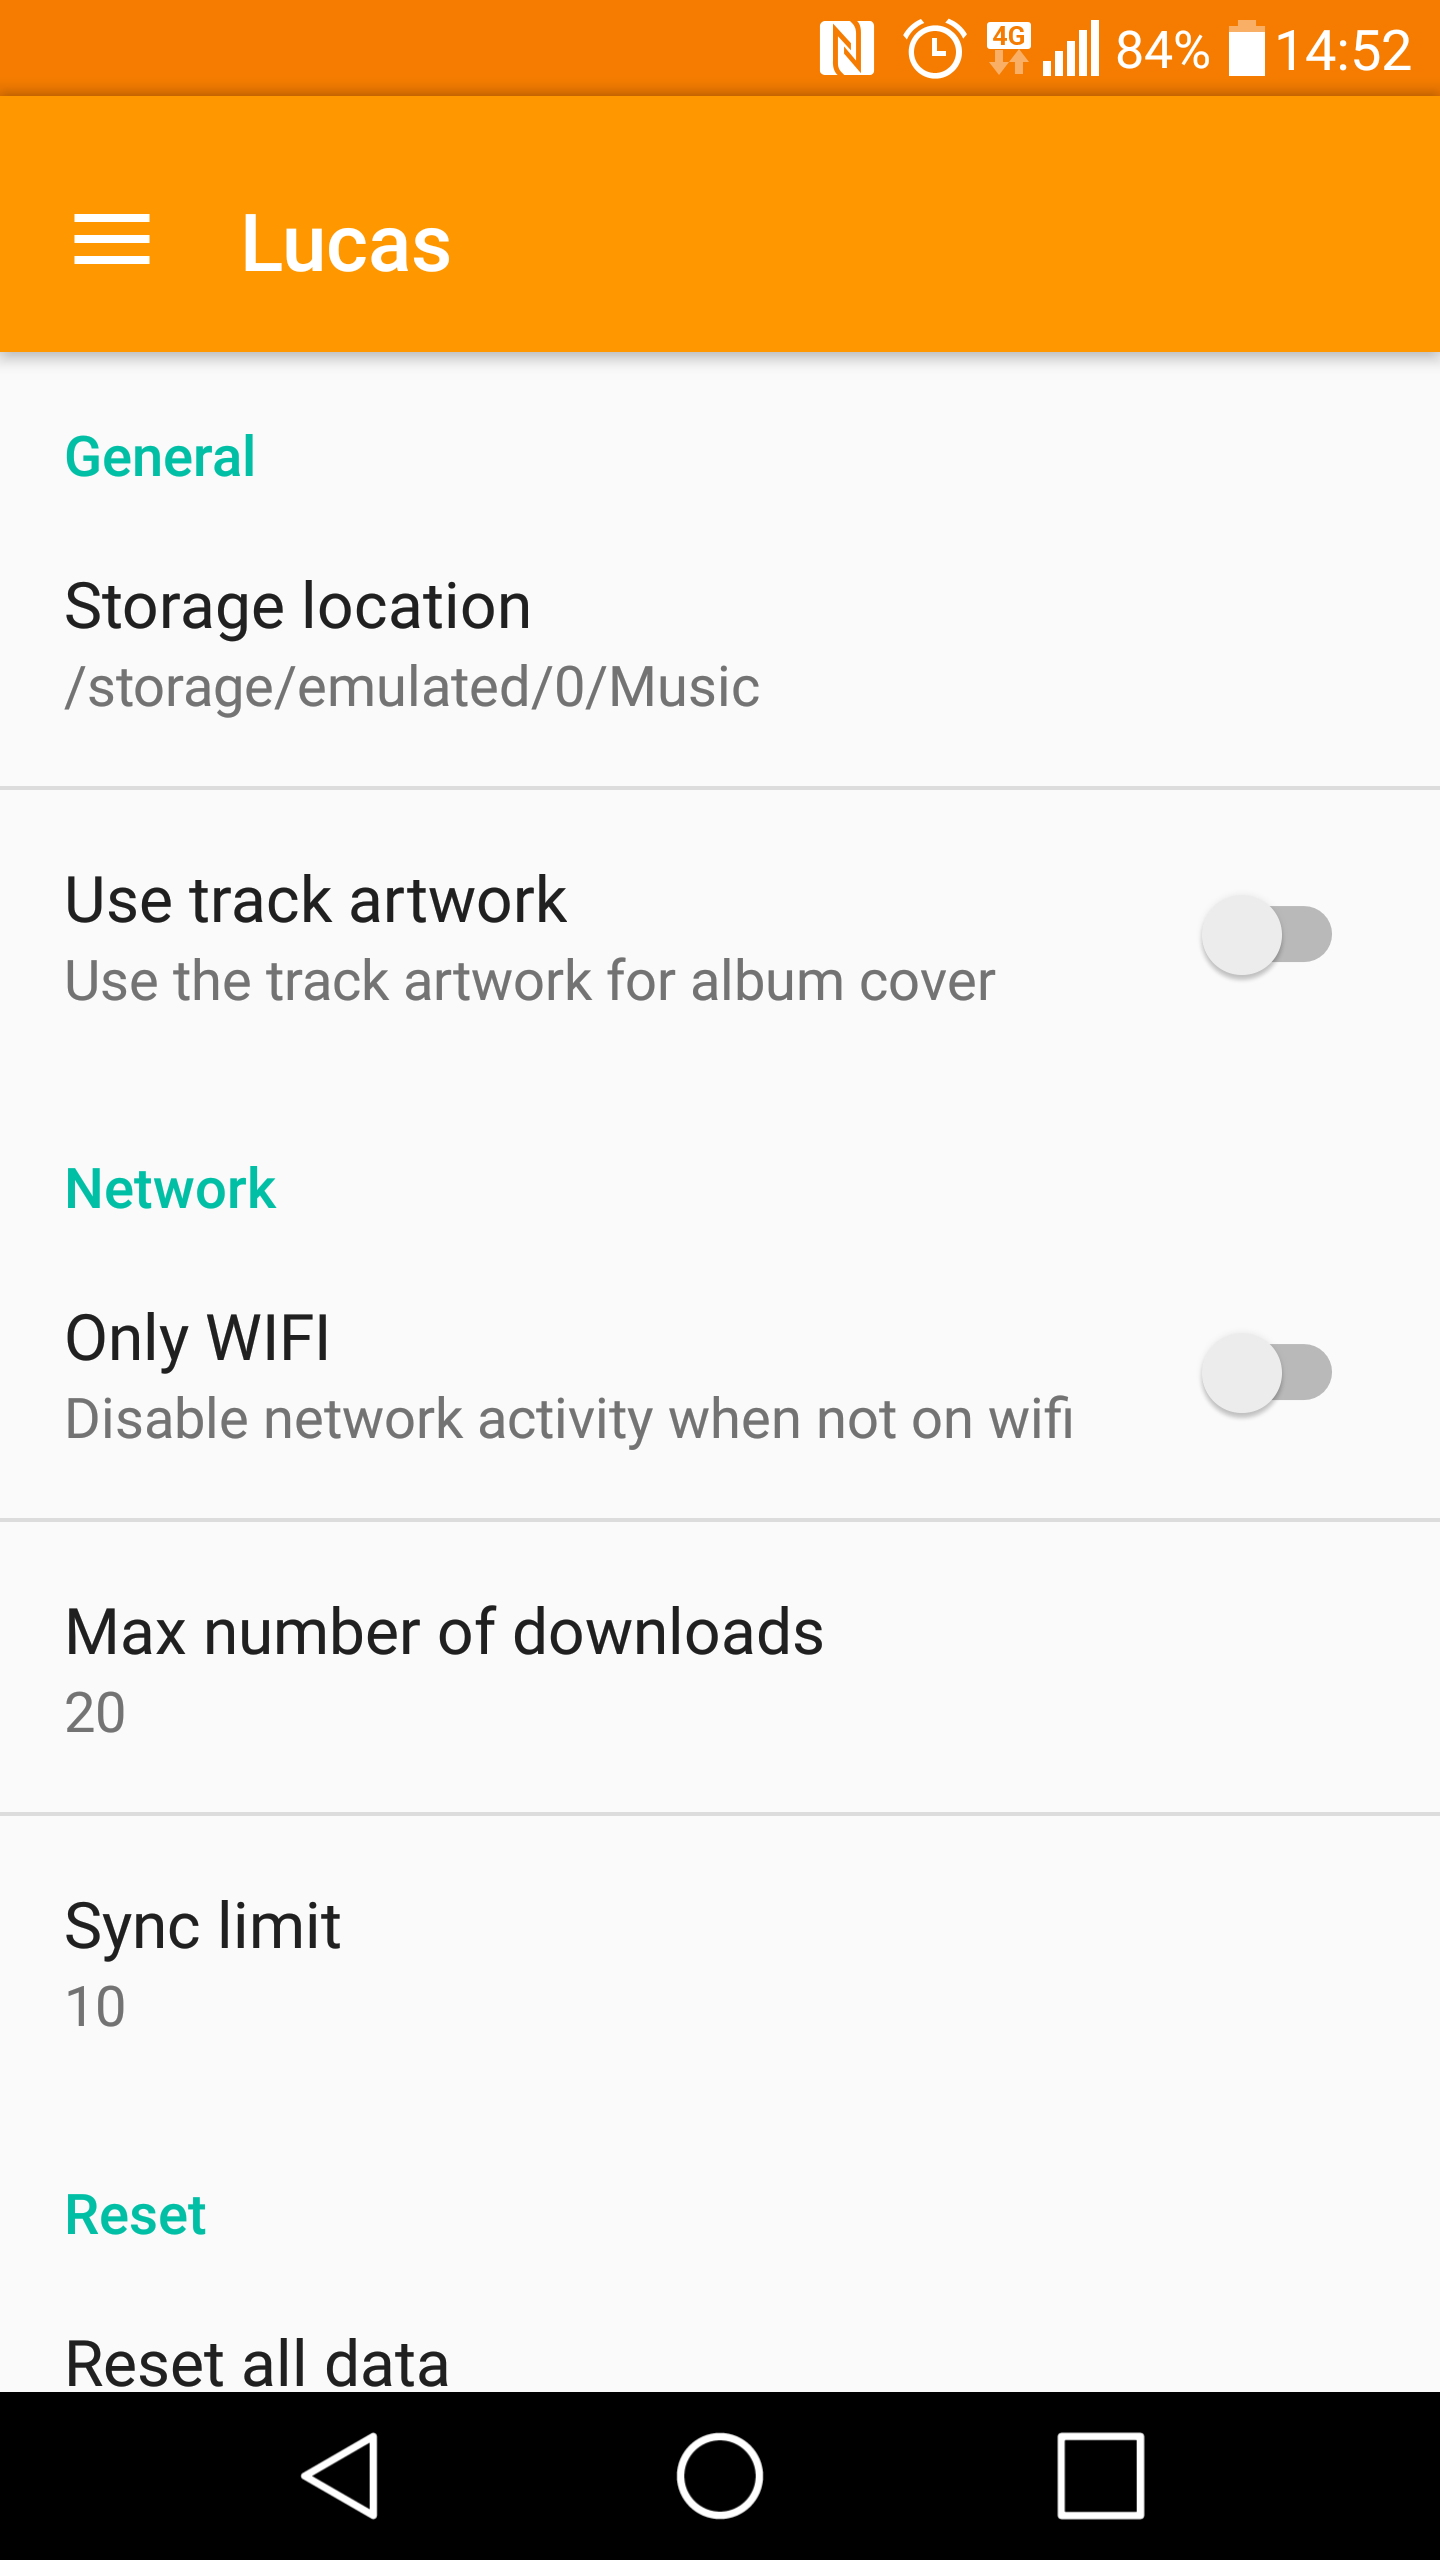 4G 84% 14:52
Lucas
General
Storage location
/storage/emulated/0/Music
Use track artwork
Use the track artwork for album cover
Network
Only WIFI
Disable network activity when not on wifi
Max number of downloads
20
Sync limit
10
Reset
Reset all data